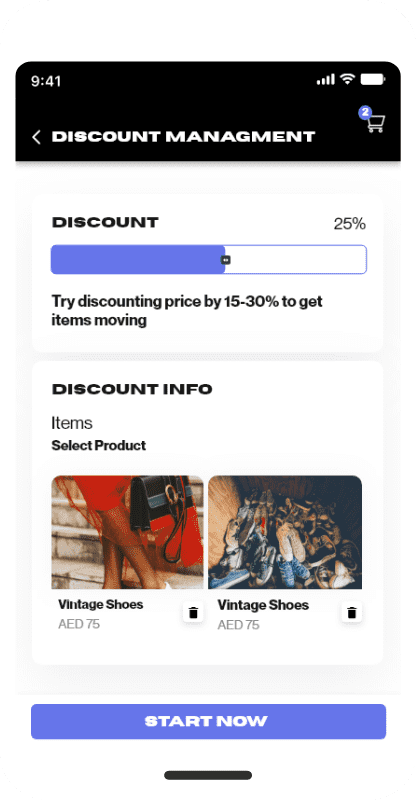 9:41
2
DISCOUNT MANAGMENT
DISCOUNT 25%
Try discounting price by 15-30% to get
items moving
DISCOUNT INFO
Items
Select Product
Vintage Shoes
AED 75
Vintage Shoes
AED 75
START NOW